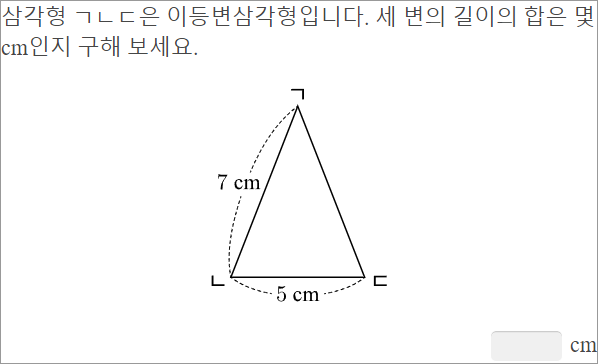 삼각형 ㄱㄴㄷ은 이등변삼각형입니다. 세 변의 길이의 합은 몇
cm인지 구해 보세요.
ㄱ
7 cm
ㄴ
ㄷ
5 cm
cm